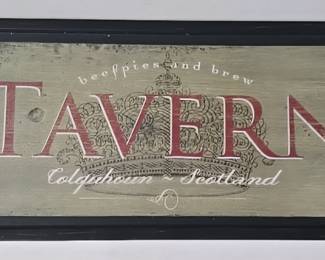 beefpies and brew
TAVERN
Colquhoun ~ Scotland